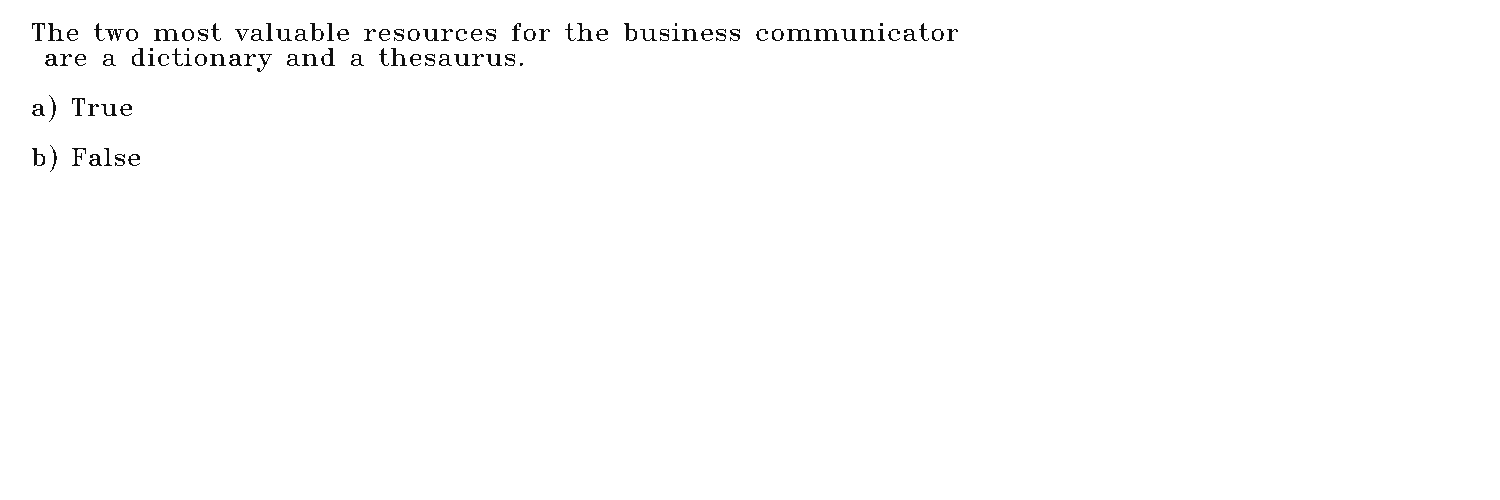 The two most valuable resources for the business communicator
are a dictionary and a thesaurus.
a) True
b) False